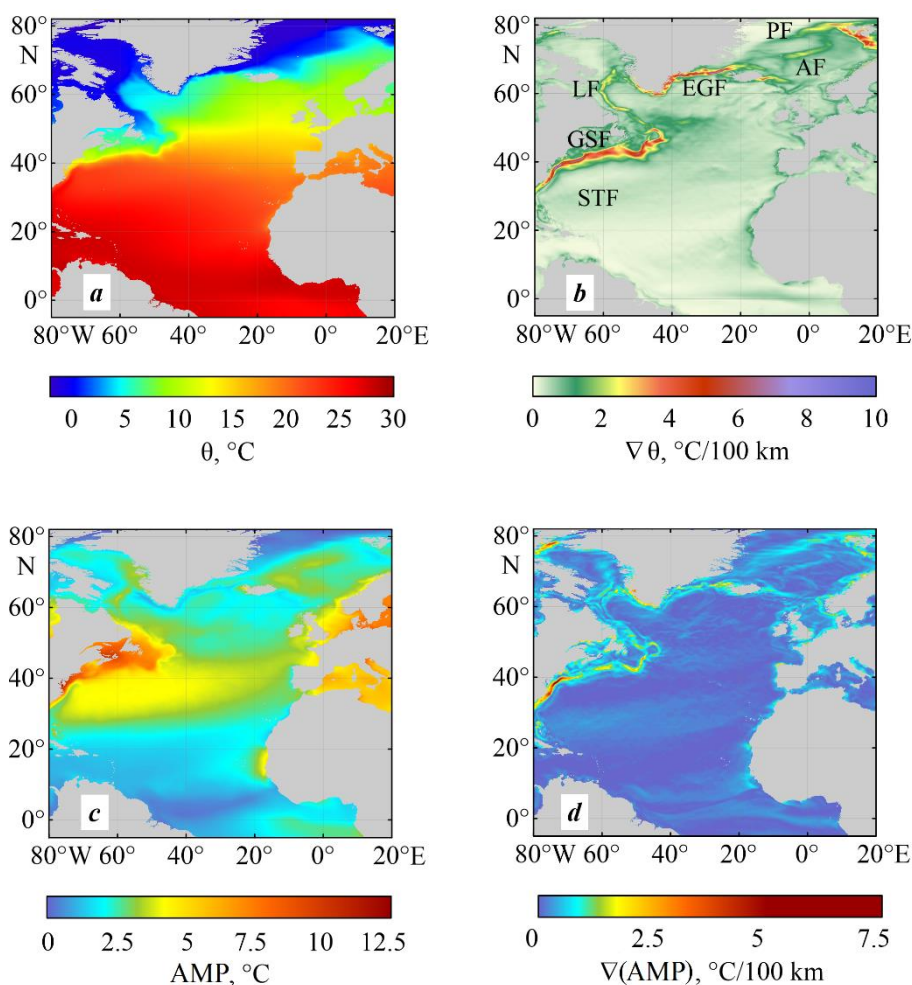 80°
N
60°
40°
20°
0°
a
80°W 60° 40° 20° 0° 20°E
0 5 10 15 20 25 30
θ, °C
80°
N
60°
40°
20°
0°
PF
AF
LF
EGF
GSF
STF
b
80°W 60° 40° 20° 0° 20°E
0 2 4 6 8 10
∇ θ, °C/100 km
80°
N
60°
40°
20°
0°
c
80°W 60° 40° 20° 0° 20°E
0 2.5 5 7.5 10 12.5
AMP, °C
80°
N
60°
40°
20°
0°
d
80°W 60° 40° 20° 0° 20°E
0 2.5 5 7.5
∇(AMP), °C/100 km